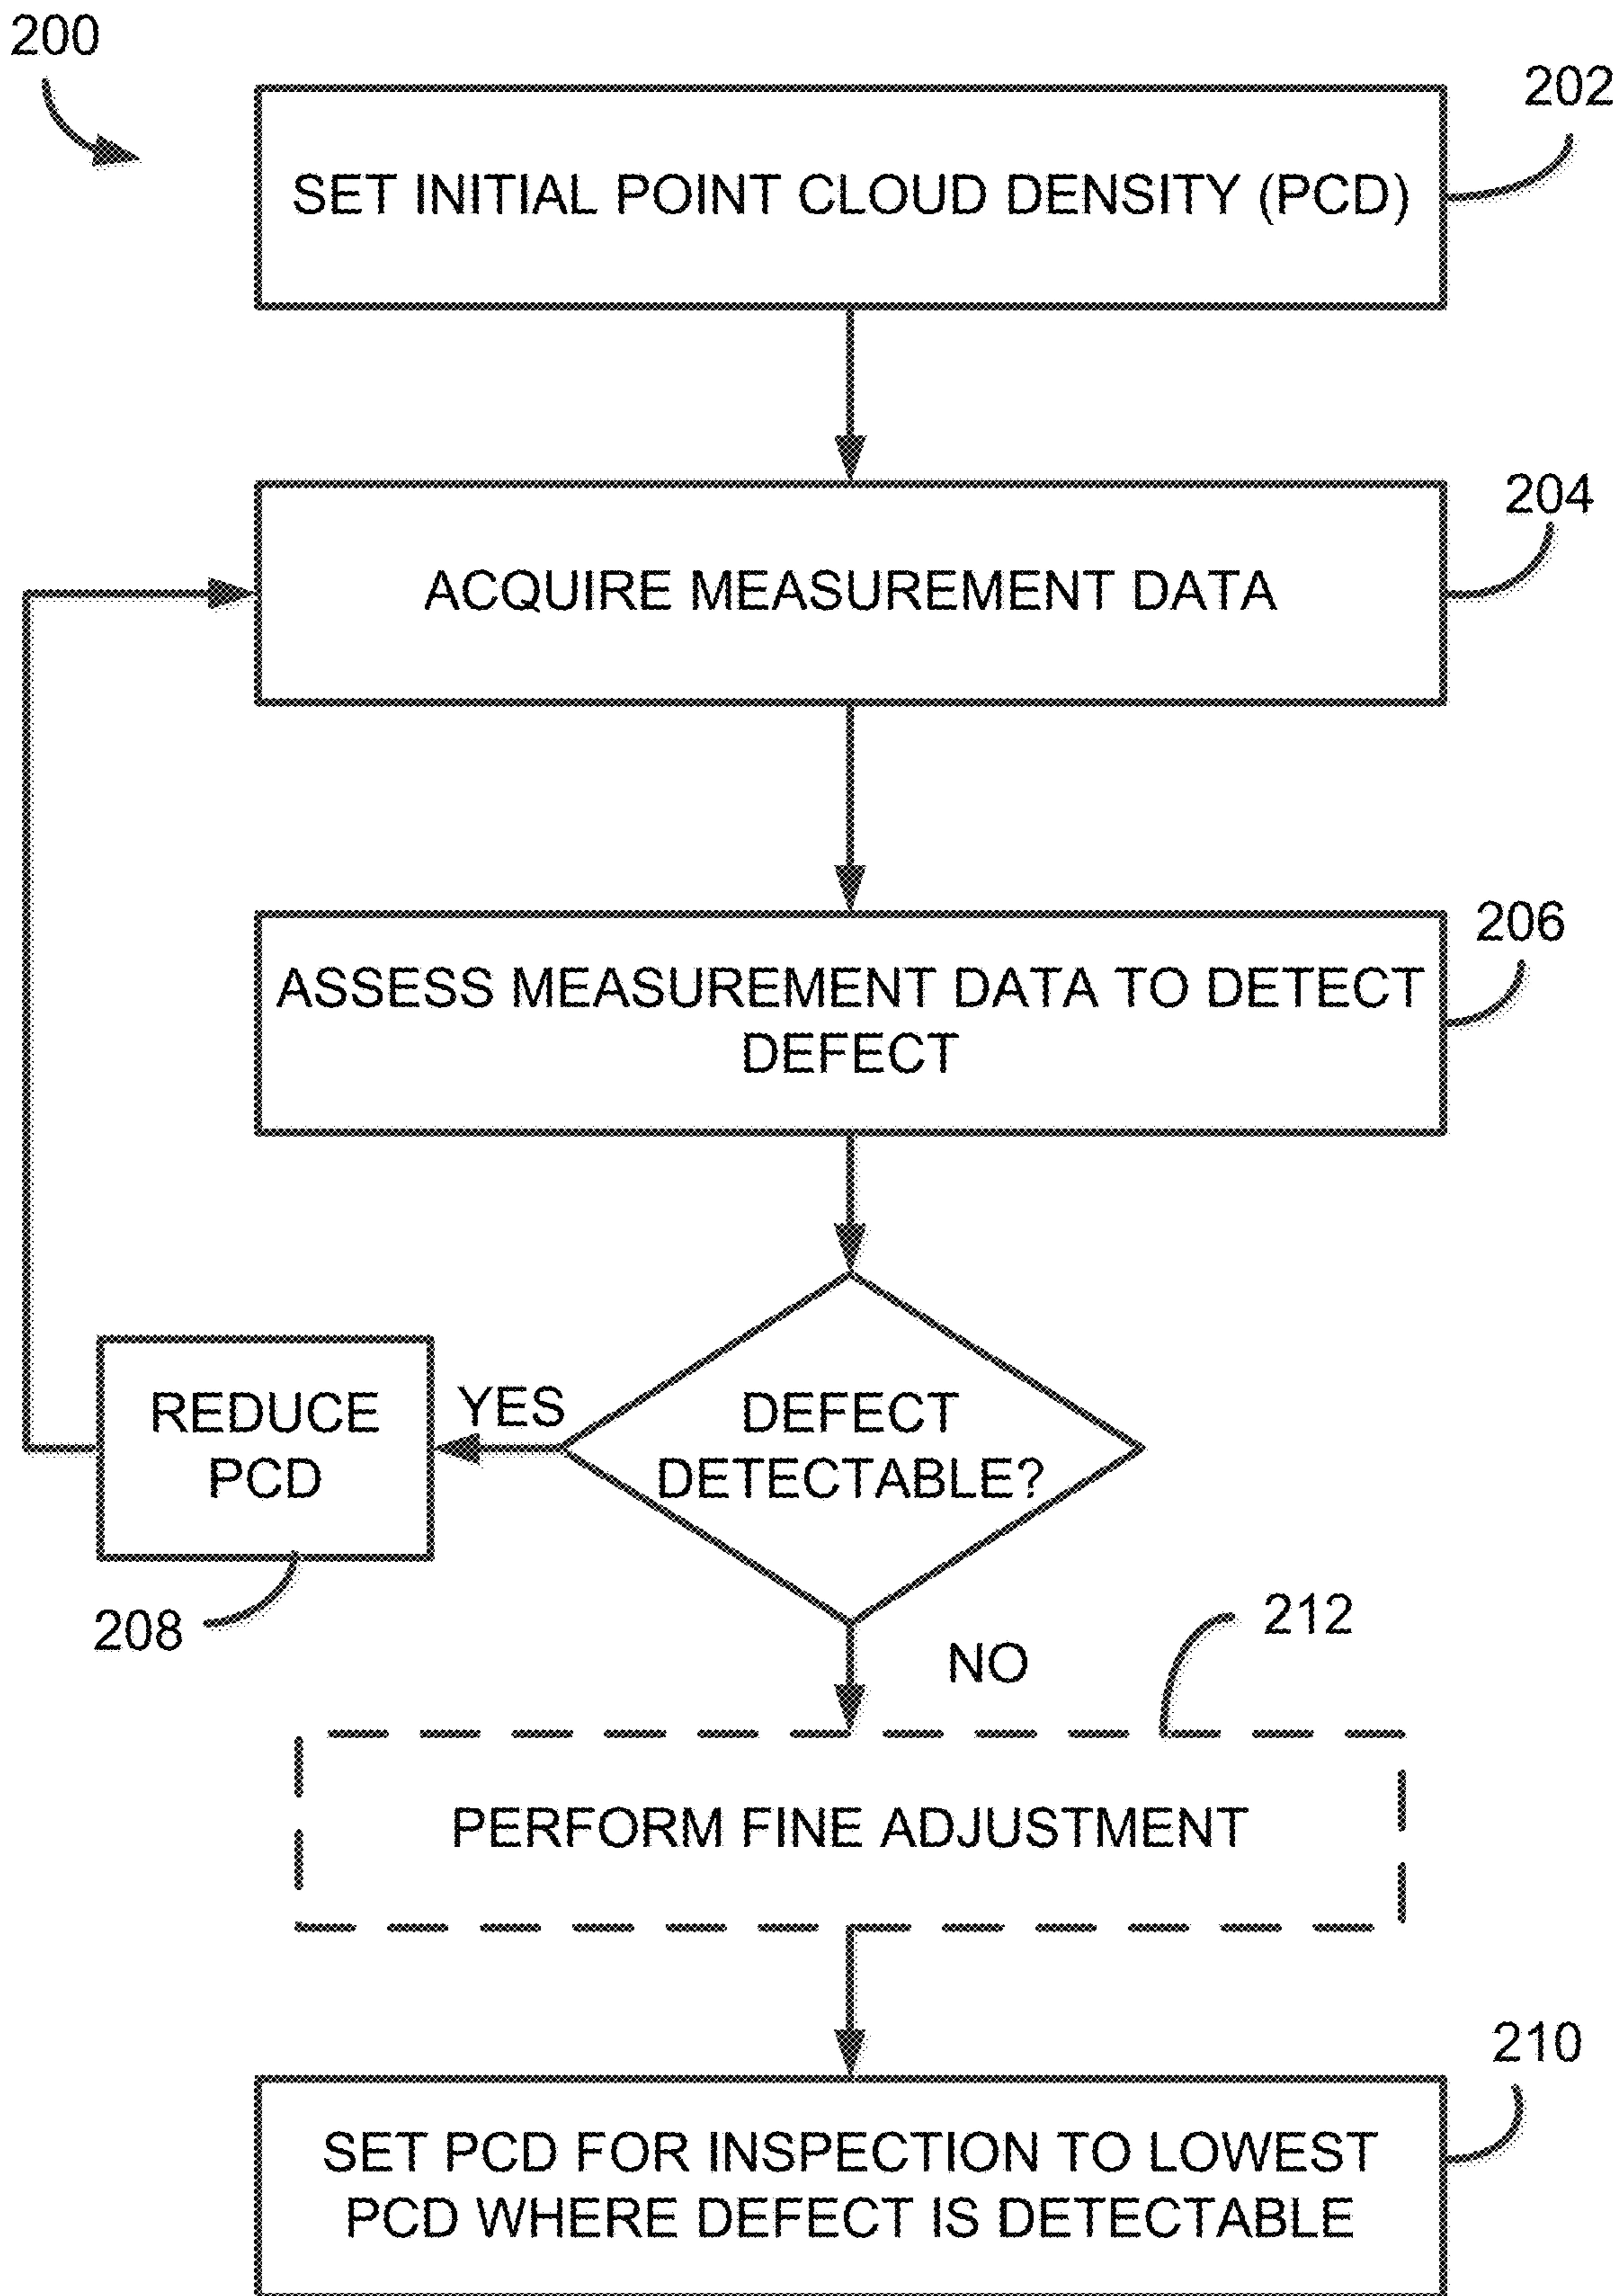 200
202
SET INITIAL POINT CLOUD DENSITY (PCD)
204
ACQUIRE MEASUREMENT DATA
206
ASSESS MEASUREMENT DATA TO DETECT
DEFECT
DEFECT
DETECTABLE?
YES
REDUCE
PCD
208
NO
212
PERFORM FINE ADJUSTMENT
210
SET PCD FOR INSPECTION TO LOWEST
PCD WHERE DEFECT IS DETECTABLE